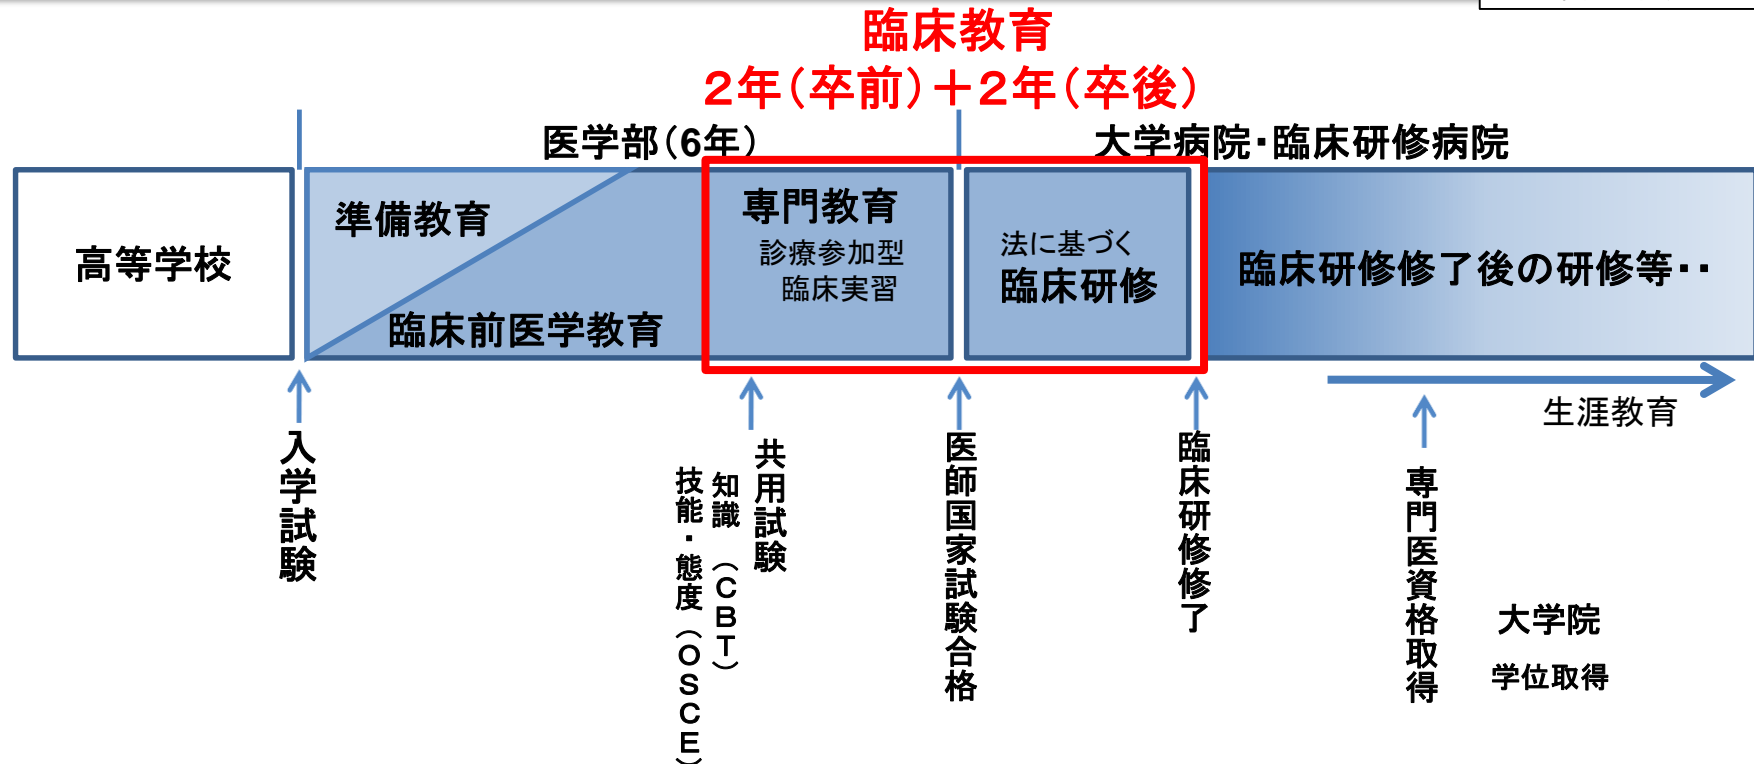 臨床教育
2年(卒前)+2年(卒後)
医学部(6年)
大学病院・臨床研修病院
高等学校
準備教育
臨床前医学教育
専門教育
診療参加型
臨床実習
法に基づく
臨床研修
臨床研修修了後の研修等・・
生涯教育
入学試験
共用試験
知識 (CBT)
技能・態度(OSCE)
医師国家試験合格
臨床研修修了
専門医資格取得
大学院
学位取得